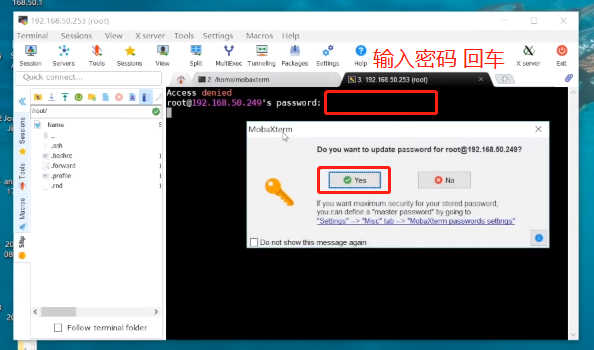 168.50.1
192.168.50.253 (root)
Terminal Sessions View X server Tools Settings Macros Help
Session Servers Tools Sessions View Split MultiExec Tunneling Packages Settings Help X server Exit
输入密码 回车
Quick connect...
2. /home/mobaxterm
3. 192.168.50.253 (root)
/root/
Name
..
.ssh
.bashrc
.forward
.profile
.rnd
Sessions
Tools
Macros
Sftp
Access denied
root@192.168.50.249's password:
MobaXterm
Do you want to update password for root@192.168.50.249?
Yes
No
If you want maximum security for your stored password,
you can define a "master password" by going to
"Settings" --> "Misc" tab --> "MobaXterm passwords settings"
Do not show this message again
Follow terminal folder